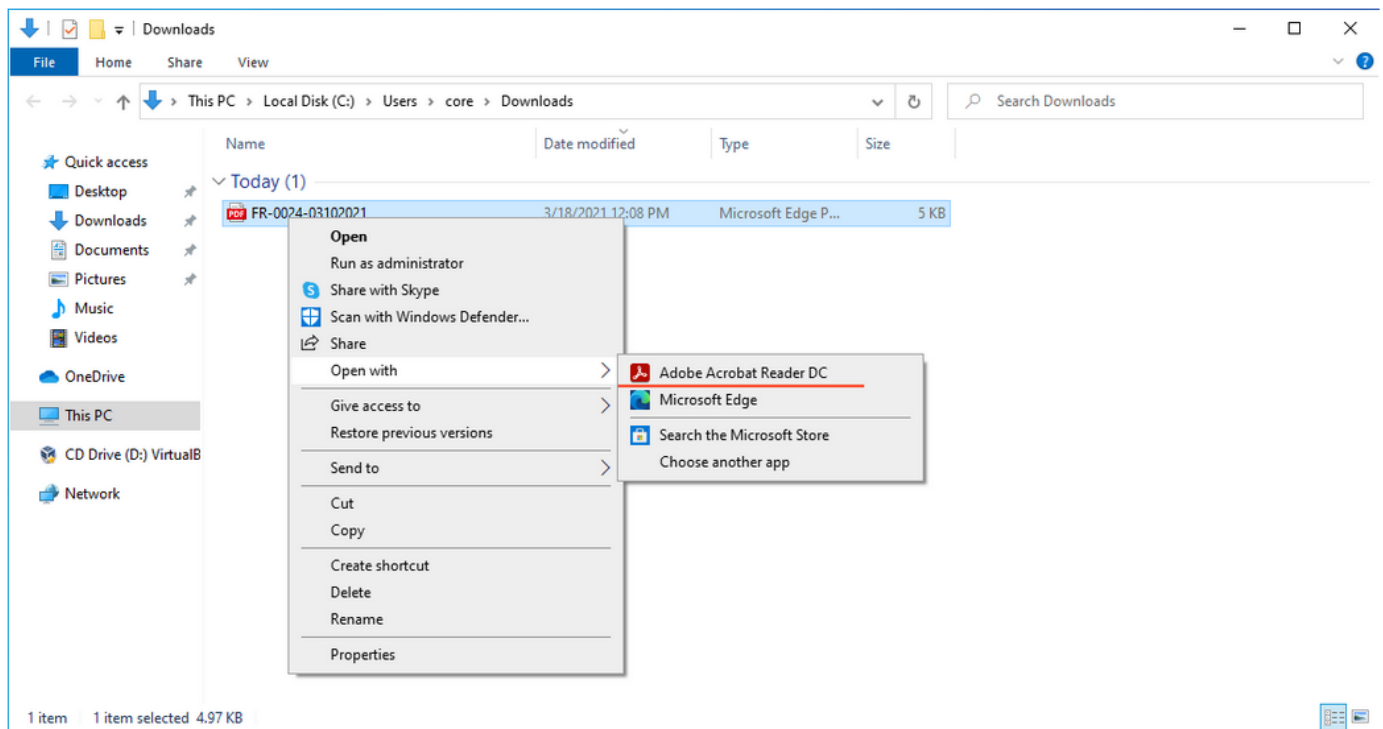 Downloads
File Home Share View
This PC > Local Disk (C:) > Users > core > Downloads
Search Downloads
Name Date modified Type Size
Today (1)
PDF FR-0024-03102021 3/18/2021 12:08 PM Microsoft Edge P... 5 KB
Quick access
Desktop
Downloads
Documents
Pictures
Music
Videos
OneDrive
This PC
CD Drive (D:) VirtualB
Network
Open
Run as administrator
Share with Skype
Scan with Windows Defender...
Share
Open with
Give access to
Restore previous versions
Send to
Cut
Copy
Create shortcut
Delete
Rename
Properties
Adobe Acrobat Reader DC
Microsoft Edge
Search the Microsoft Store
Choose another app
1 item 1 item selected 4.97 KB